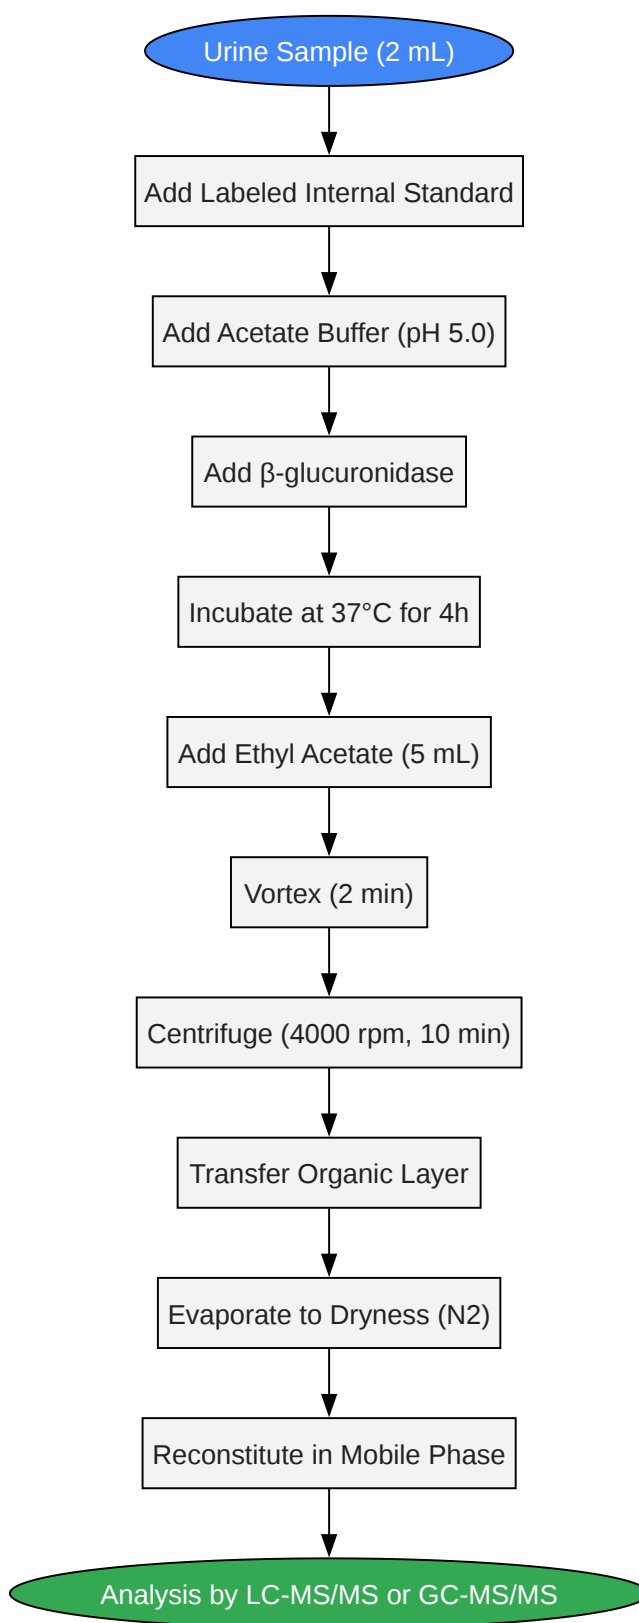 Urine Sample (2 mL)
Add Labeled Internal Standard
Add Acetate Buffer (pH 5.0)
Add β-glucuronidase
Incubate at 37°C for 4h
Add Ethyl Acetate (5 mL)
Vortex (2 min)
Centrifuge (4000 rpm, 10 min)
Transfer Organic Layer
Evaporate to Dryness (N2)
Reconstitute in Mobile Phase
Analysis by LC-MS/MS or GC-MS/MS